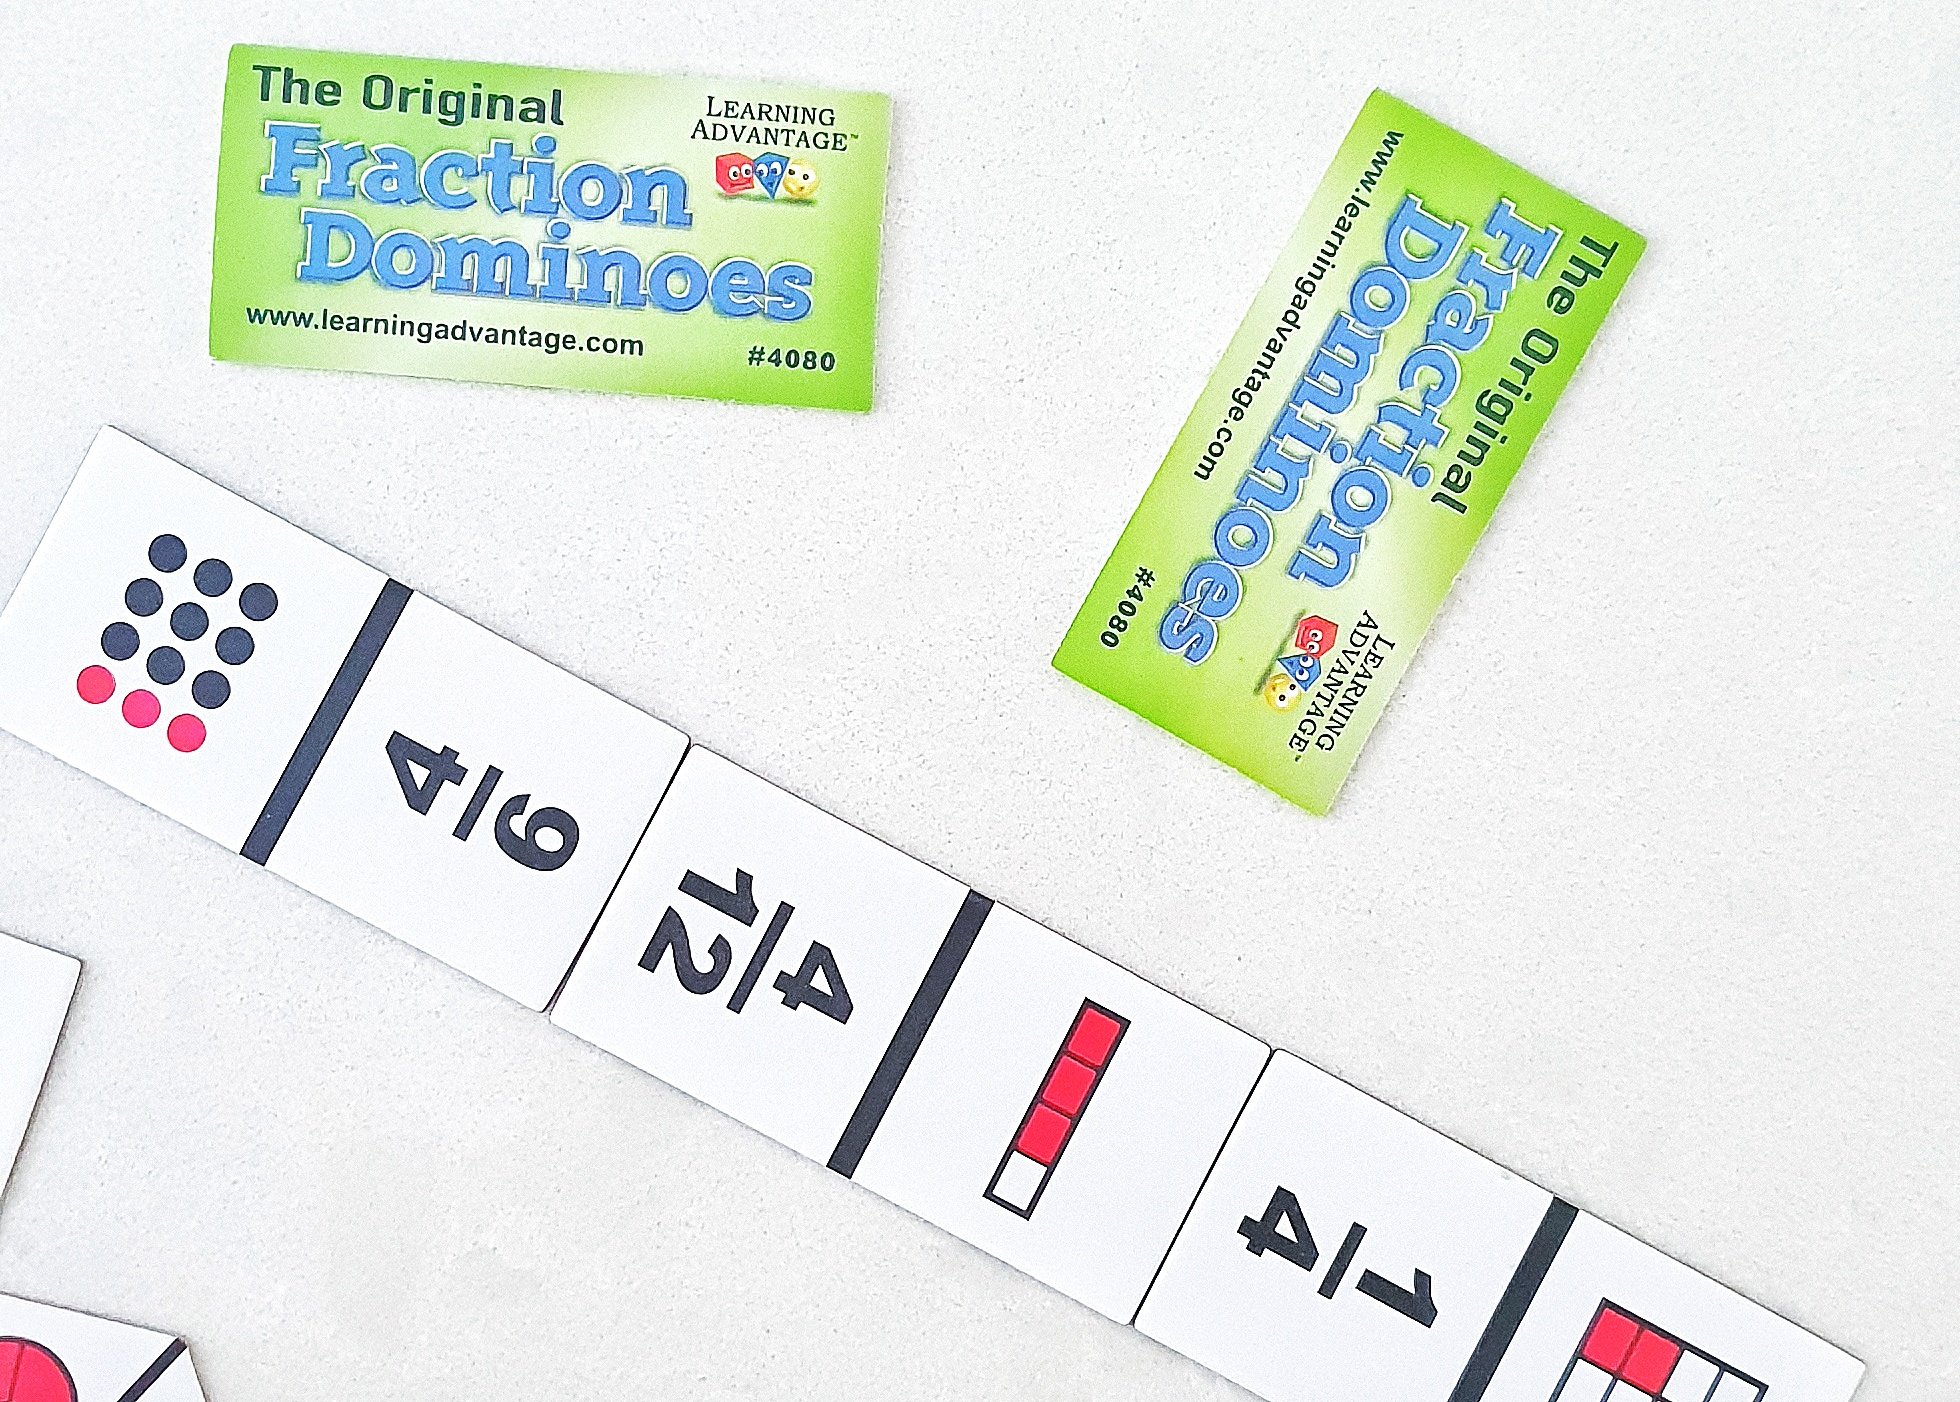 The Original
Fraction
Dominoes
LEARNING
ADVANTAGE™
www.learningadvantage.com
#4080
The Original
Fraction
Dominoes
LEARNING
ADVANTAGE™
www.learningadvantage.com
#4080
4
6
4
12
1
4